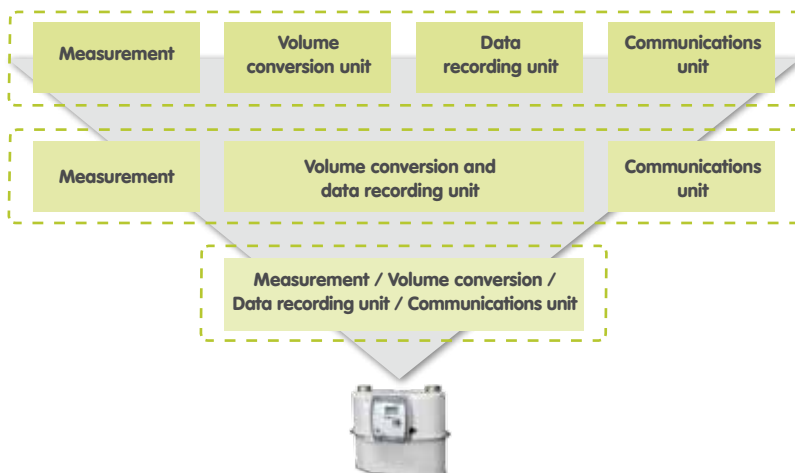 Measurement
Volume
conversion unit
Data
recording unit
Communications
unit
Measurement
Volume conversion and
data recording unit
Communications
unit
Measurement / Volume conversion /
Data recording unit / Communications unit